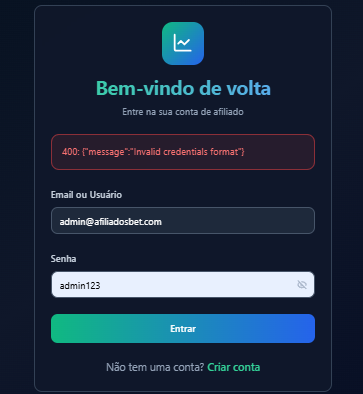 Bem-vindo de volta
Entre na sua conta de afiliado
400: {"message":"Invalid credentials format"}
Email ou Usuário
admin@afiliadosbet.com
Senha
admin123
Entrar
Não tem uma conta? Criar conta